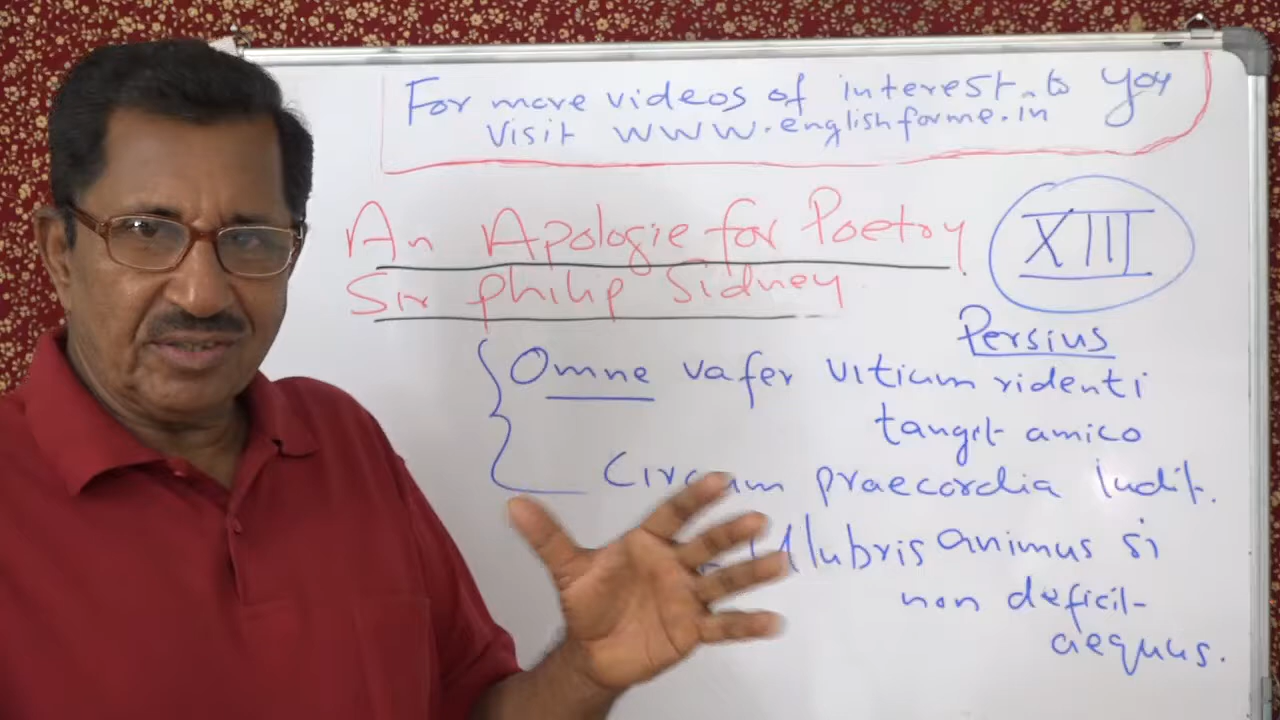 For more videos of interest to you
Visit www.englishforme.in
An Apologie for Poetry
XIII
Sir Philip Sidney
Persius
Omne vafer vitium ridenti
tangit amico
Circum praecordia ludit.
ullubris animus si
non deficit
aequus.